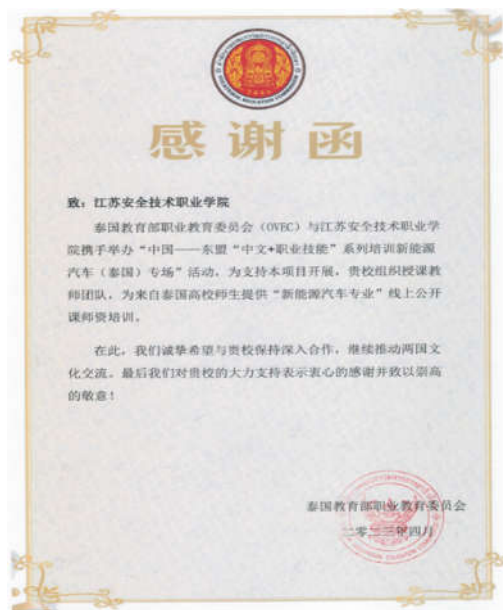 感谢函
致：江苏安全技术职业学院
泰国教育部职业教育委员会（OVEC）与江苏安全技术职业学
院携手举办“中国——东盟“中文+职业技能”系列培训新能源
汽车（泰国）专场”活动，为支持本项目开展，贵校组织授课教
师团队，为来自泰国高校师生提供“新能源汽车专业”线上公开
课师资培训。
在此，我们诚挚希望与贵校保持深入合作，继续推动两国文
化交流。最后我们对贵校的大力支持表示衷心的感谢并致以崇高
的敬意！
泰国教育部职业教育委员会
二零二三年四月